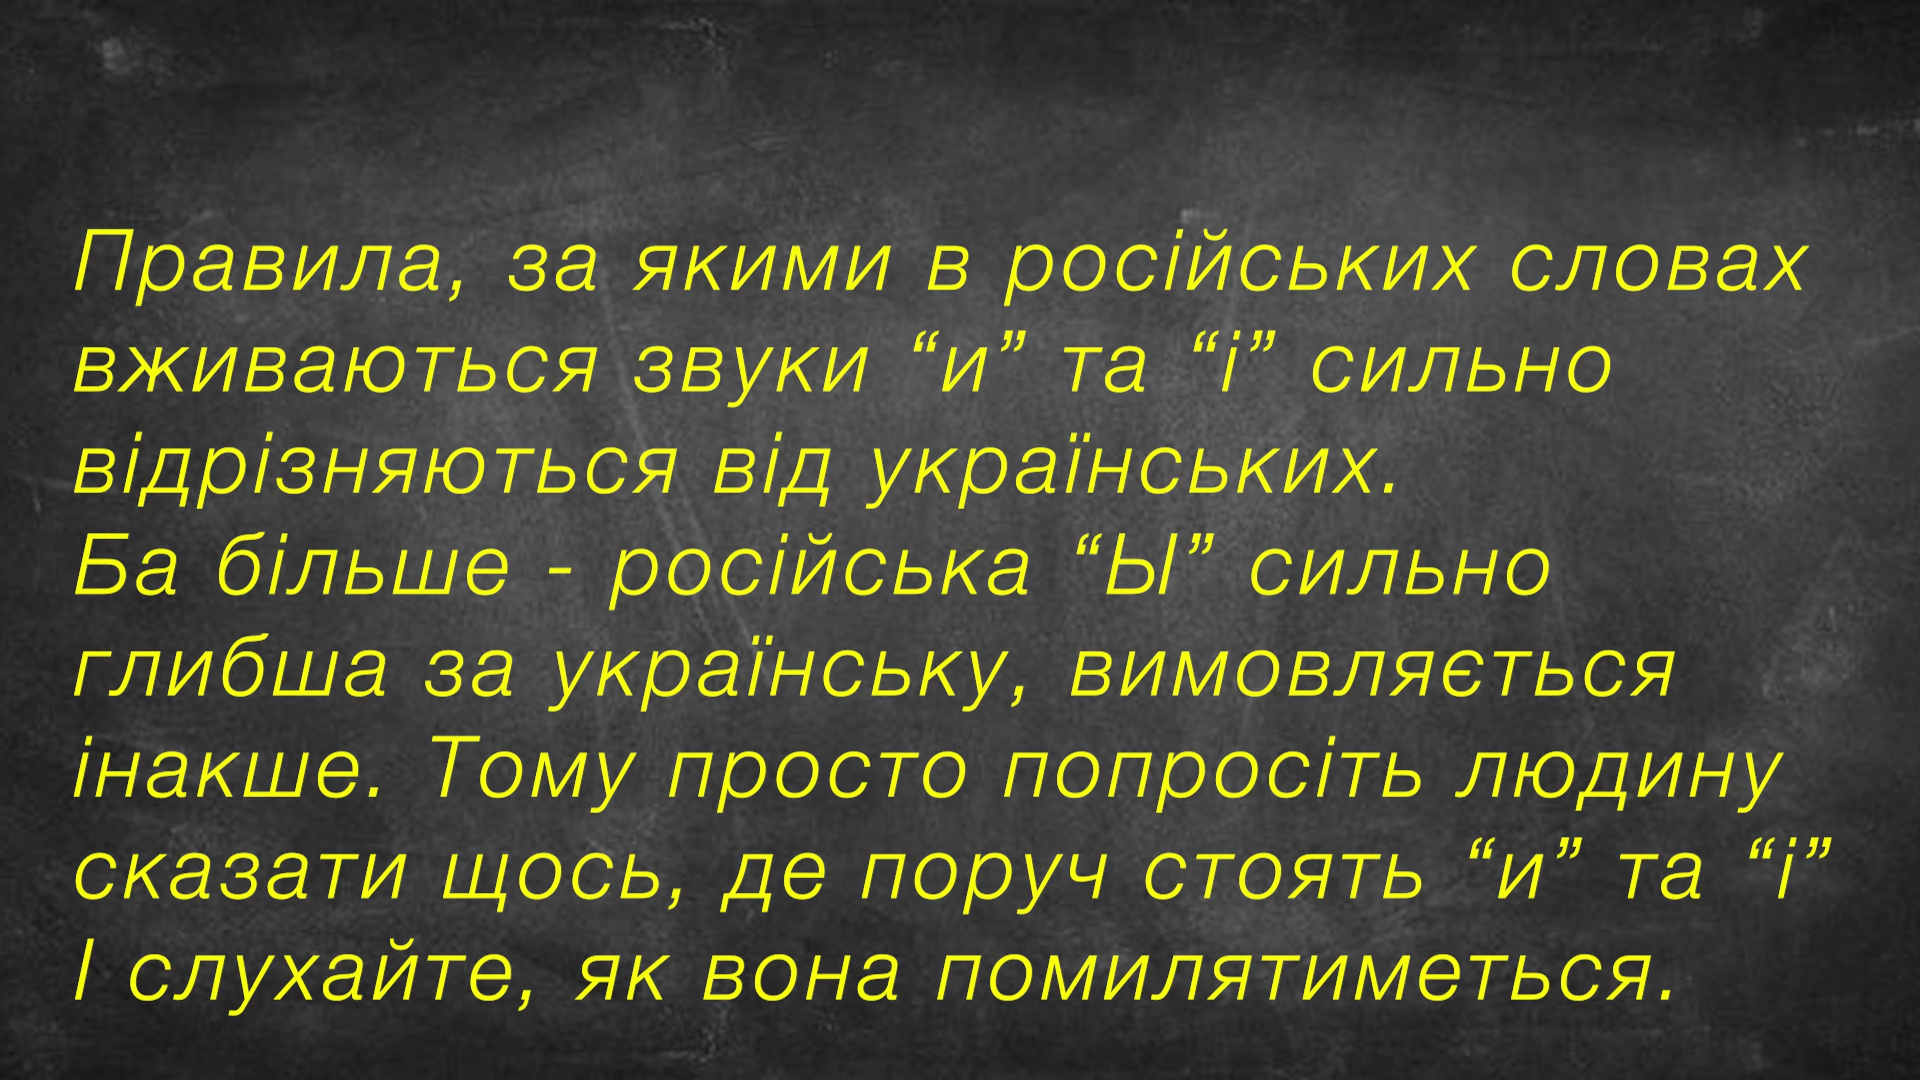 Правила, за якими в російських словах
вживаються звуки “и” та “і” сильно
відрізняються від українських.
Ба більше - російська “Ы” сильно
глибша за українську, вимовляється
інакше. Тому просто попросіть людину
сказати щось, де поруч стоять “и” та “і”
І слухайте, як вона помилятиметься.